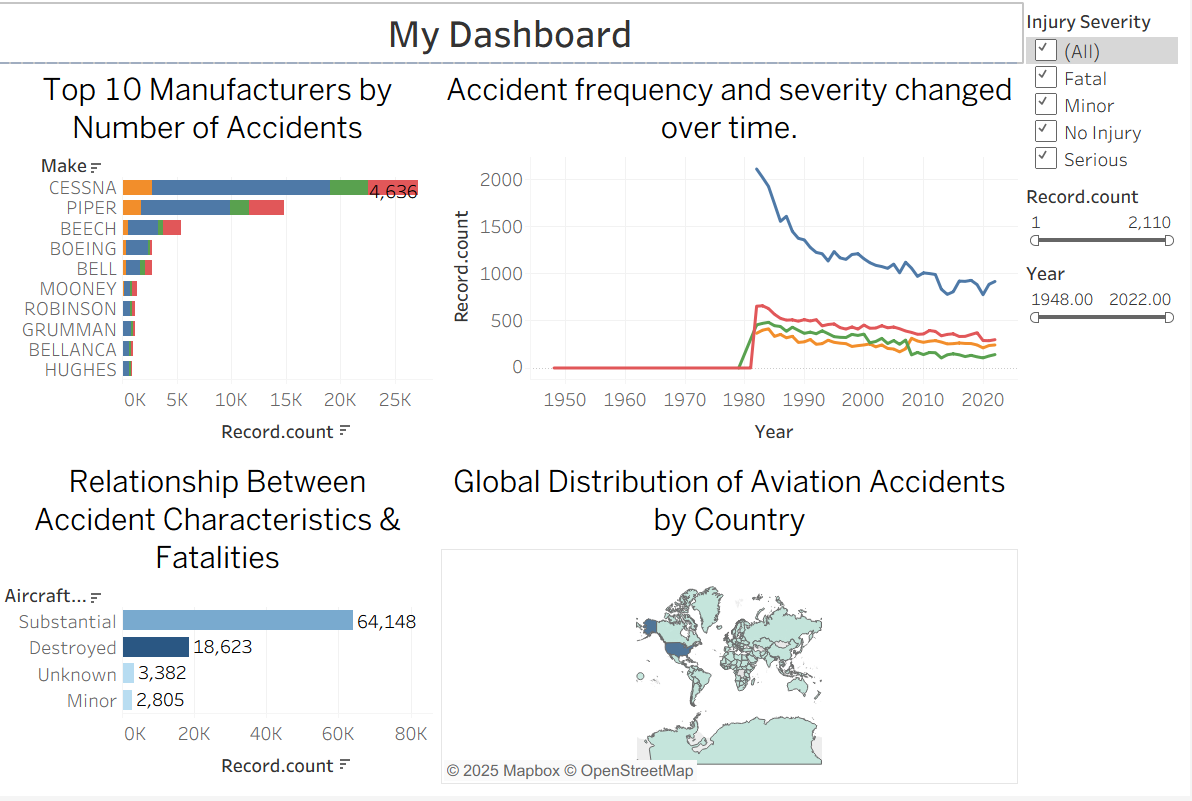 My Dashboard
Top 10 Manufacturers by
Number of Accidents
Make
CESSNA
4,636
PIPER
BEECH
BOEING
BELL
MOONEY
ROBINSON
GRUMMAN
BELLANCA
HUGHES
0K 5K 10K 15K 20K 25K
Record.count
Accident frequency and severity changed
over time.
Record.count
2000
1500
1000
500
0
1950 1960 1970 1980 1990 2000 2010 2020
Year
Relationship Between
Accident Characteristics &
Fatalities
Aircraft...
Substantial 64,148
Destroyed 18,623
Unknown 3,382
Minor 2,805
0K 20K 40K 60K 80K
Record.count
Global Distribution of Aviation Accidents
by Country
© 2025 Mapbox © OpenStreetMap
Injury Severity
(All)
Fatal
Minor
No Injury
Serious
Record.count
1 2,110
Year
1948.00 2022.00